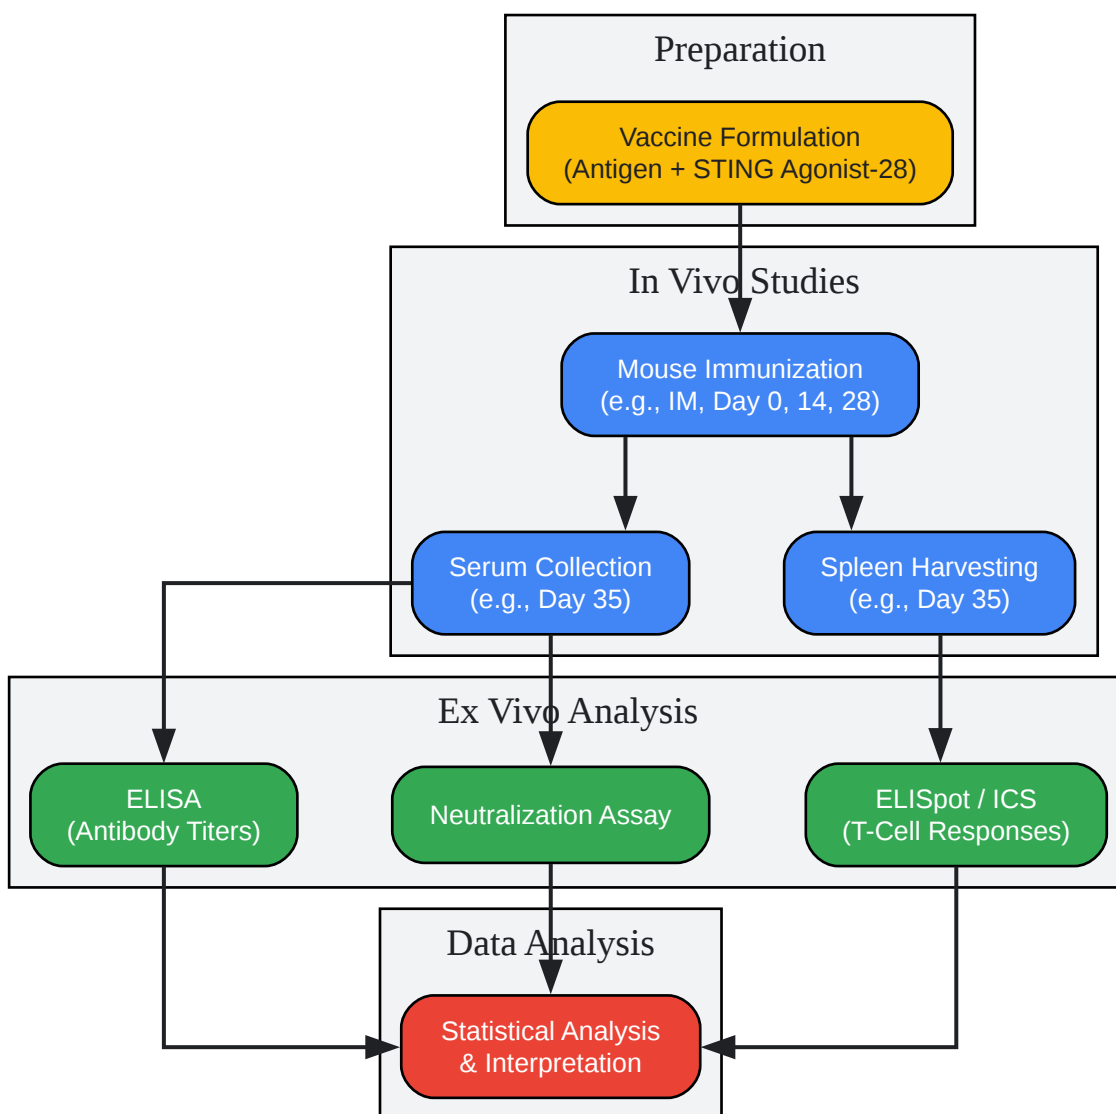 Preparation
Vaccine Formulation
(Antigen + STING Agonist-28)
In Vivo Studies
Mouse Immunization
(e.g., IM, Day 0, 14, 28)
Serum Collection
(e.g., Day 35)
Spleen Harvesting
(e.g., Day 35)
Ex Vivo Analysis
ELISA
(Antibody Titers)
Neutralization Assay
ELISpot / ICS
(T-Cell Responses)
Data Analysis
Statistical Analysis
& Interpretation